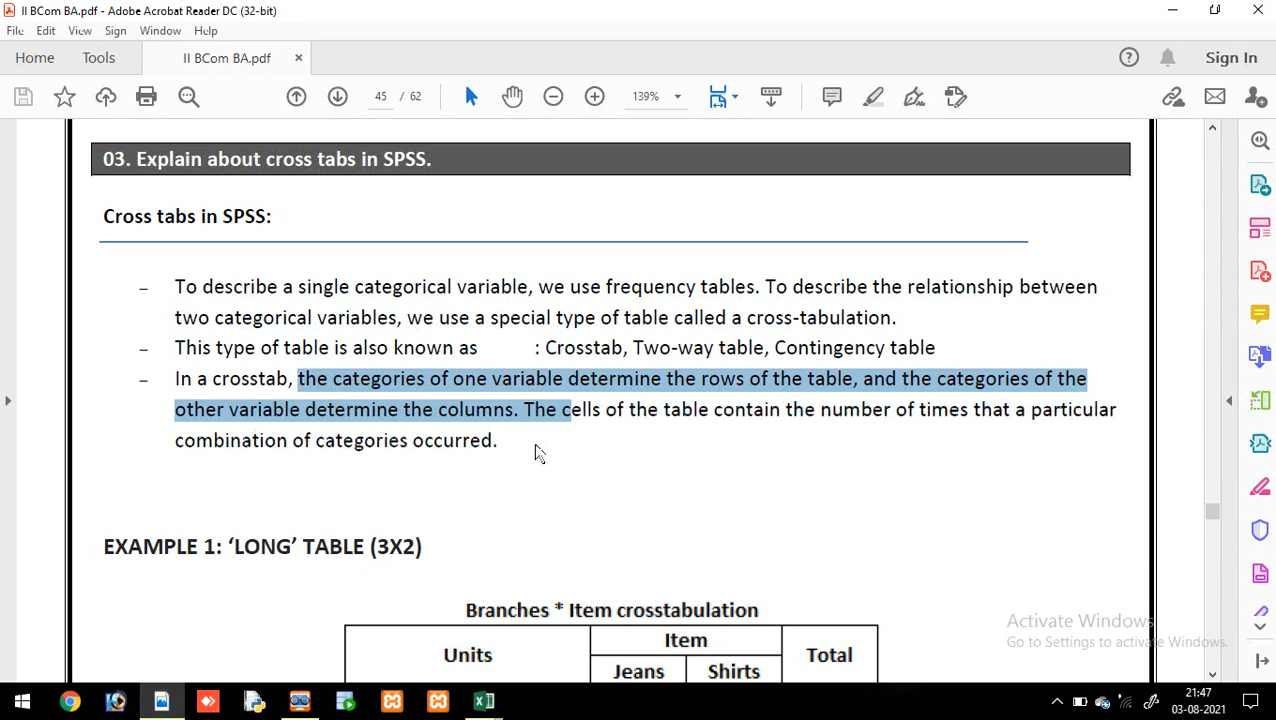 II BCom BA.pdf - Adobe Acrobat Reader DC (32-bit)
File Edit View Sign Window Help
Home Tools II BCom BA.pdf × Sign In
45 / 62 139%
03. Explain about cross tabs in SPSS.
Cross tabs in SPSS:
– To describe a single categorical variable, we use frequency tables. To describe the relationship between
two categorical variables, we use a special type of table called a cross-tabulation.
– This type of table is also known as : Crosstab, Two-way table, Contingency table
– In a crosstab, the categories of one variable determine the rows of the table, and the categories of the
other variable determine the columns. The cells of the table contain the number of times that a particular
combination of categories occurred.
EXAMPLE 1: ‘LONG’ TABLE (3X2)
Branches * Item crosstabulation
Units Item Total
Jeans Shirts
Activate Windows
Go to Settings to activate Windows.
21:47
03-08-2021